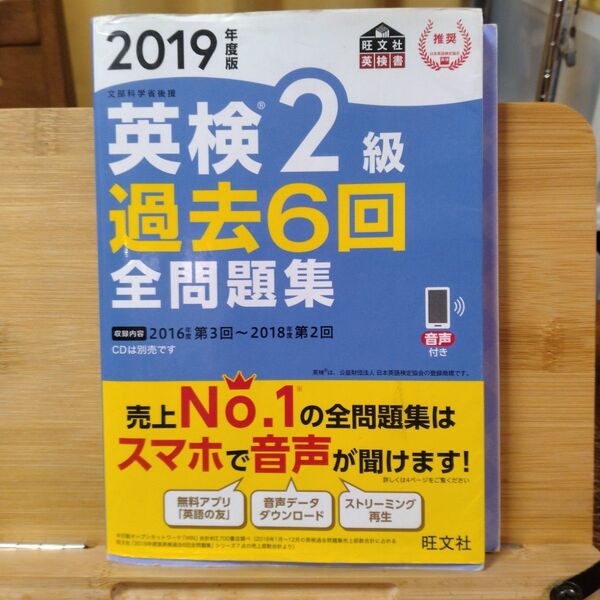 2019年度版
旺文社
英検書
推奨
文部科学省後援
英検®2級
過去6回
全問題集
収録内容 2016年度 第3回〜2018年度 第2回
CDは別売です
音声
付き
英検®は、公益財団法人 日本英語検定協会の登録商標です。
売上No.1※の全問題集は
スマホで音声が聞けます!
詳しくは4ページをご覧ください
無料アプリ
「英語の友」
音声データ
ダウンロード
ストリーミング
再生
旺文社